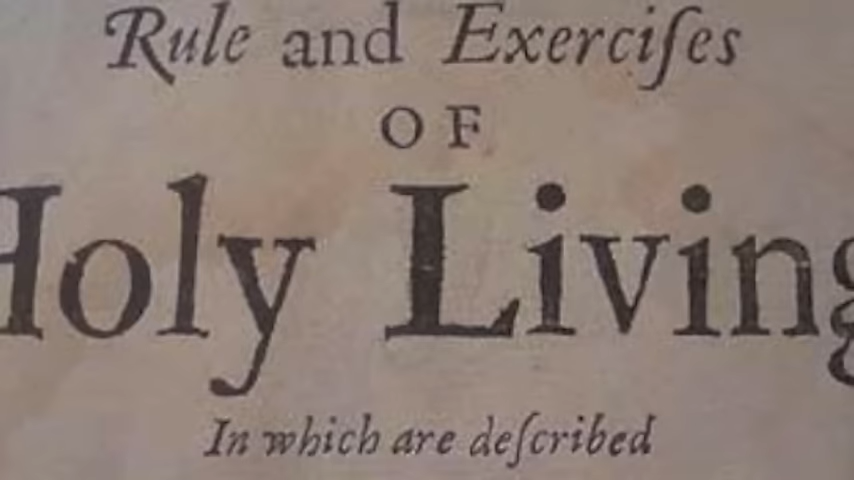 Rule and Exerciſes
OF
Holy Living
In which are deſcribed